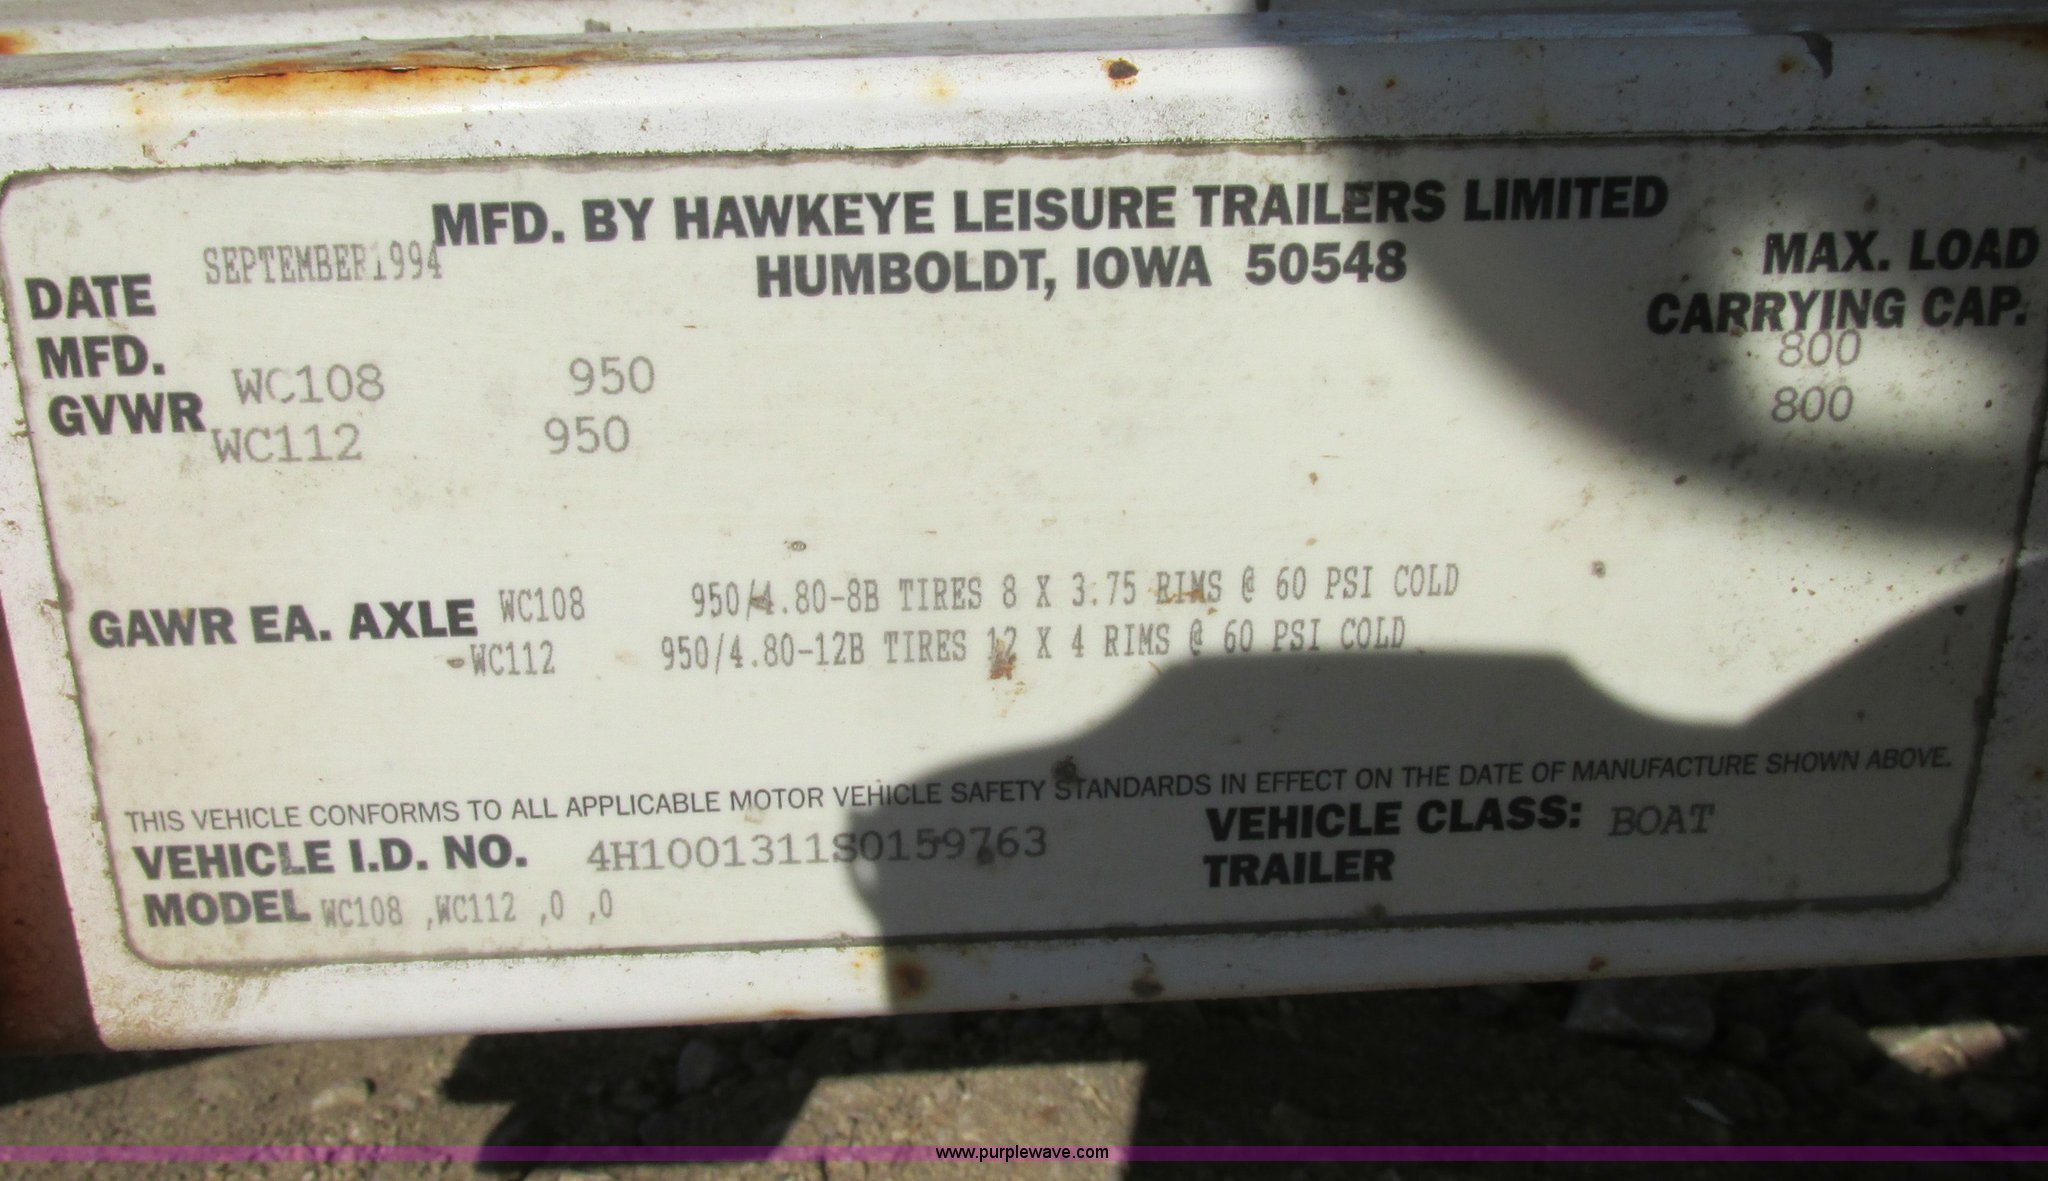 MFD. BY HAWKEYE LEISURE TRAILERS LIMITED
HUMBOLDT, IOWA 50548
DATE MFD. SEPTEMBER 1994
MAX. LOAD
CARRYING CAP.
GVWR WC108 950 800
WC112 950 800
GAWR EA. AXLE WC108 950/4.80-8B TIRES 8 X 3.75 RIMS @ 60 PSI COLD
WC112 950/4.80-12B TIRES 12 X 4 RIMS @ 60 PSI COLD
THIS VEHICLE CONFORMS TO ALL APPLICABLE MOTOR VEHICLE SAFETY STANDARDS IN EFFECT ON THE DATE OF MANUFACTURE SHOWN ABOVE.
VEHICLE I.D. NO. 4H1001311S0159763 VEHICLE CLASS: BOAT
MODEL WC108 ,WC112 ,0 ,0 TRAILER
www.purplewave.com